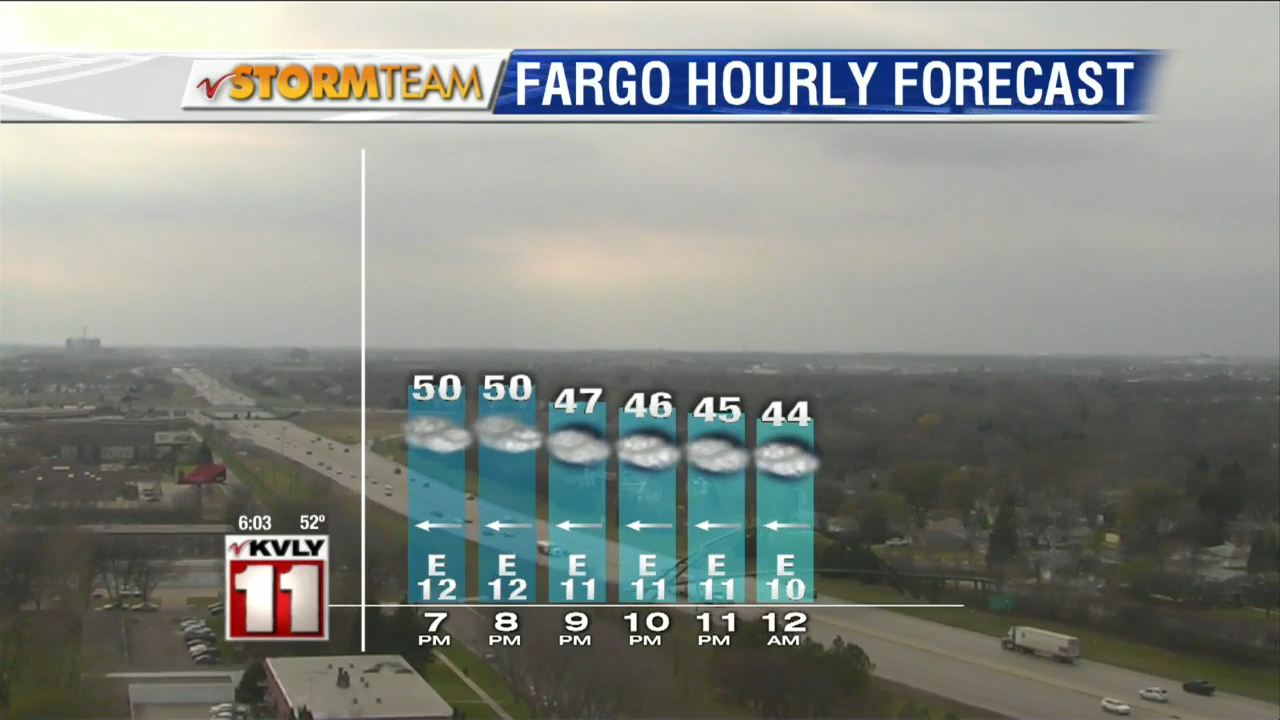 STORMTEAM FARGO HOURLY FORECAST
50 50 47 46 45 44
E E E E E E
12 12 11 11 11 10
7 8 9 10 11 12
PM PM PM PM PM AM
6:03 52º
KVLY
11